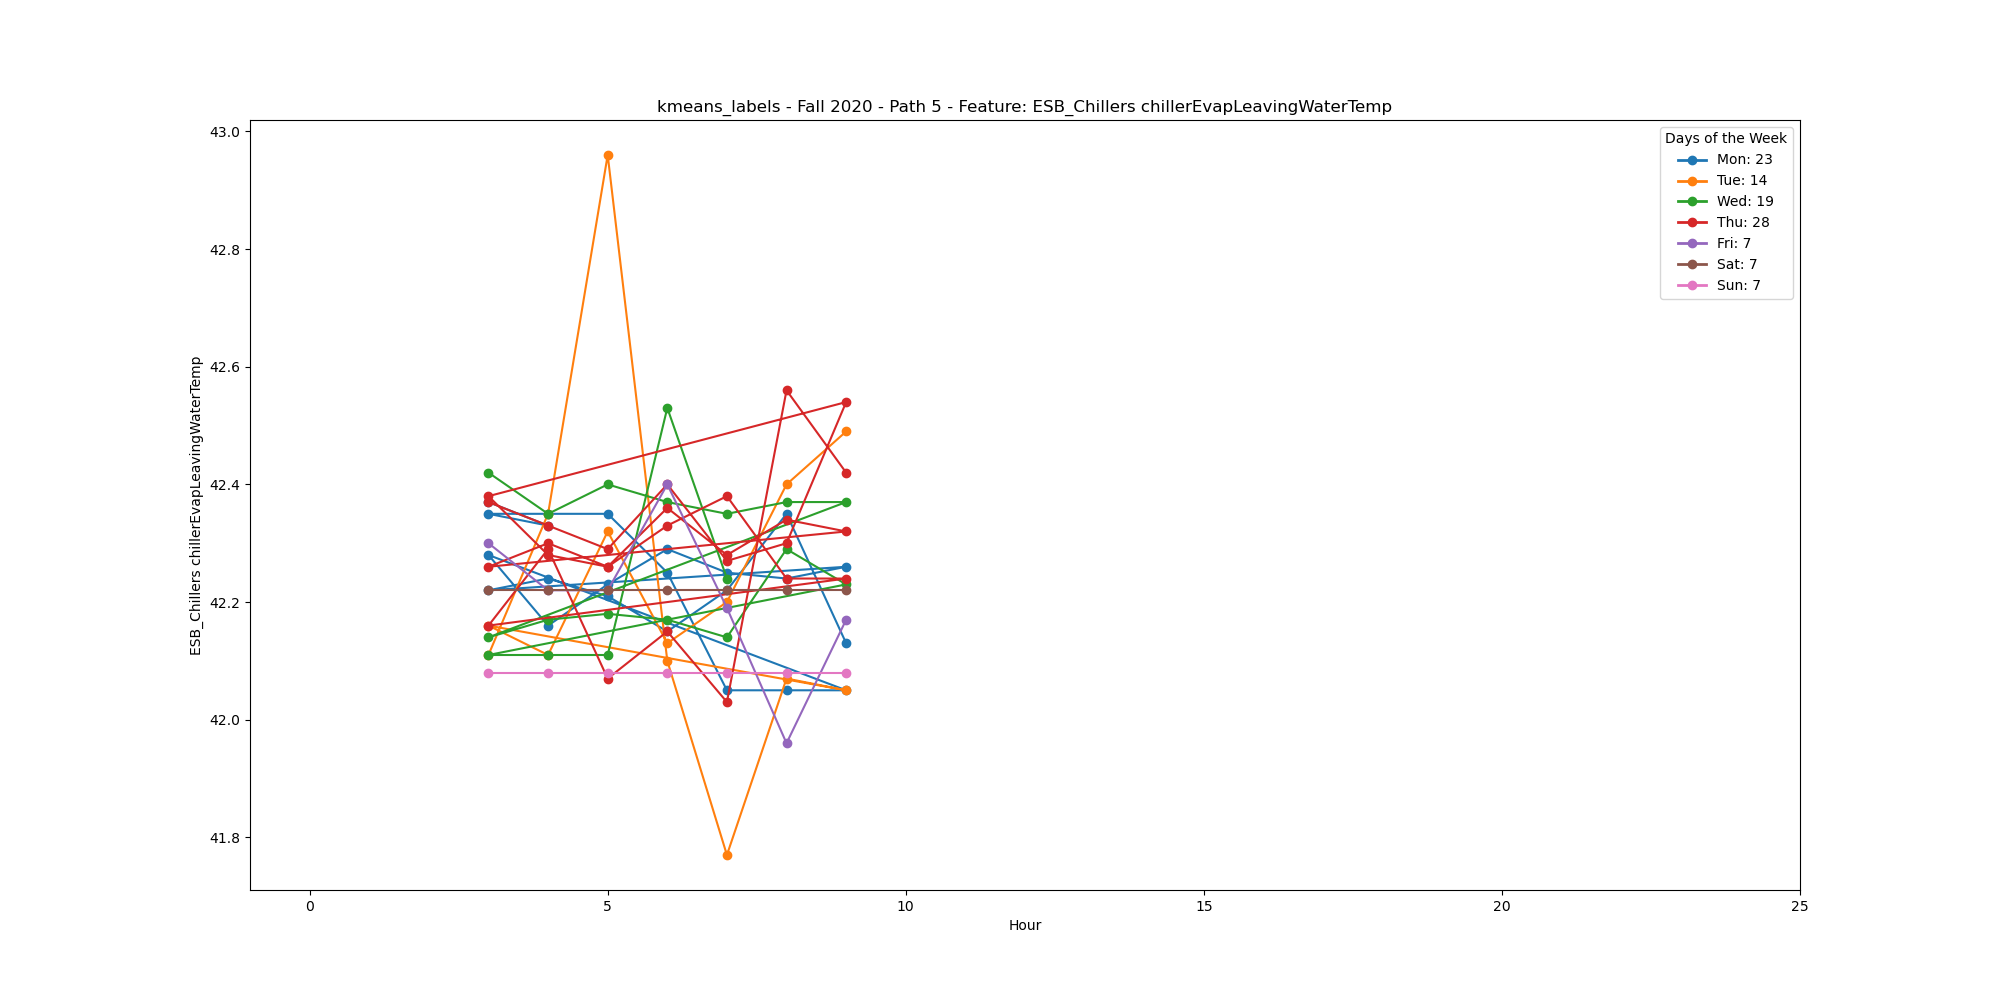 kmeans_labels - Fall 2020 - Path 5 - Feature: ESB_Chillers chillerEvapLeavingWaterTemp
ESB_Chillers chillerEvapLeavingWaterTemp
43.0
42.8
42.6
42.4
42.2
42.0
41.8
0
5
10
15
20
25
Hour
Days of the Week
Mon: 23
Tue: 14
Wed: 19
Thu: 28
Fri: 7
Sat: 7
Sun: 7